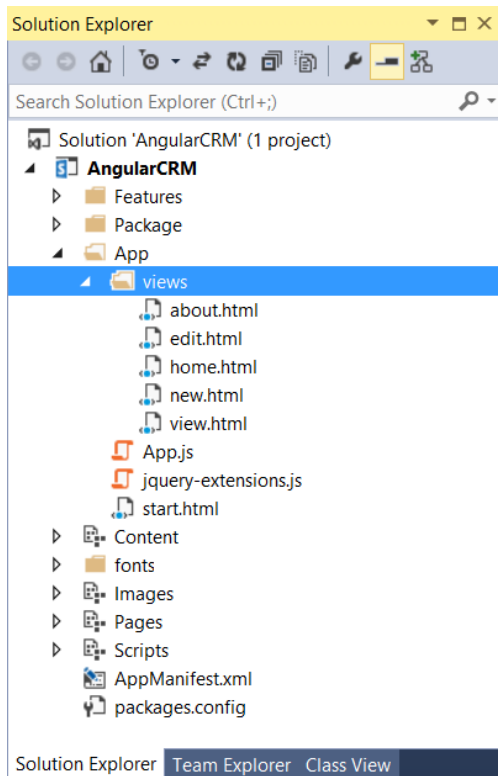 Solution Explorer
Search Solution Explorer (Ctrl+;)
Solution 'AngularCRM' (1 project)
AngularCRM
Features
Package
App
views
about.html
edit.html
home.html
new.html
view.html
App.js
jquery-extensions.js
start.html
Content
fonts
Images
Pages
Scripts
AppManifest.xml
packages.config
Solution Explorer Team Explorer Class View